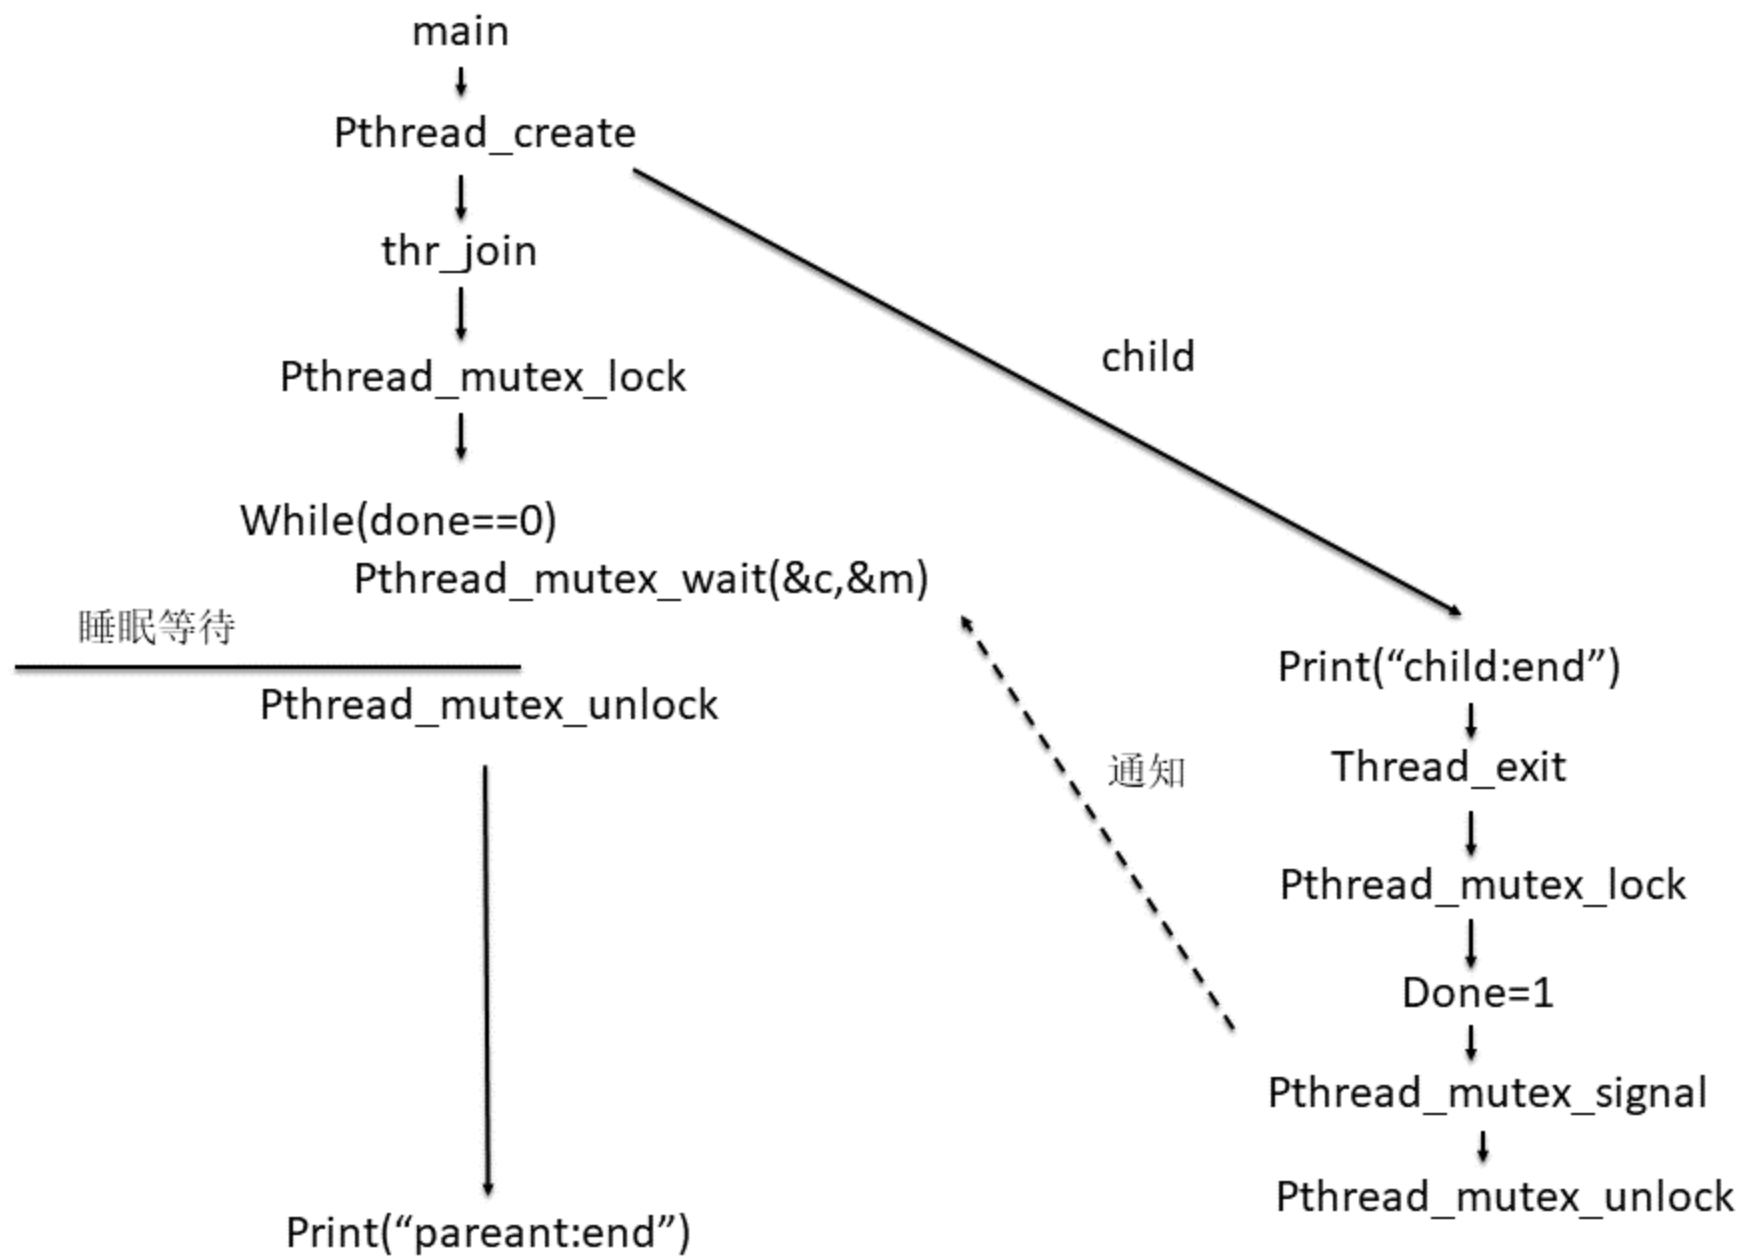 main
Pthread_create
thr_join
Pthread_mutex_lock
While(done==0)
Pthread_mutex_wait(&c,&m)
睡眠等待
Pthread_mutex_unlock
Print(“pareant:end”)
child
Print(“child:end”)
Thread_exit
Pthread_mutex_lock
Done=1
Pthread_mutex_signal
Pthread_mutex_unlock
通知